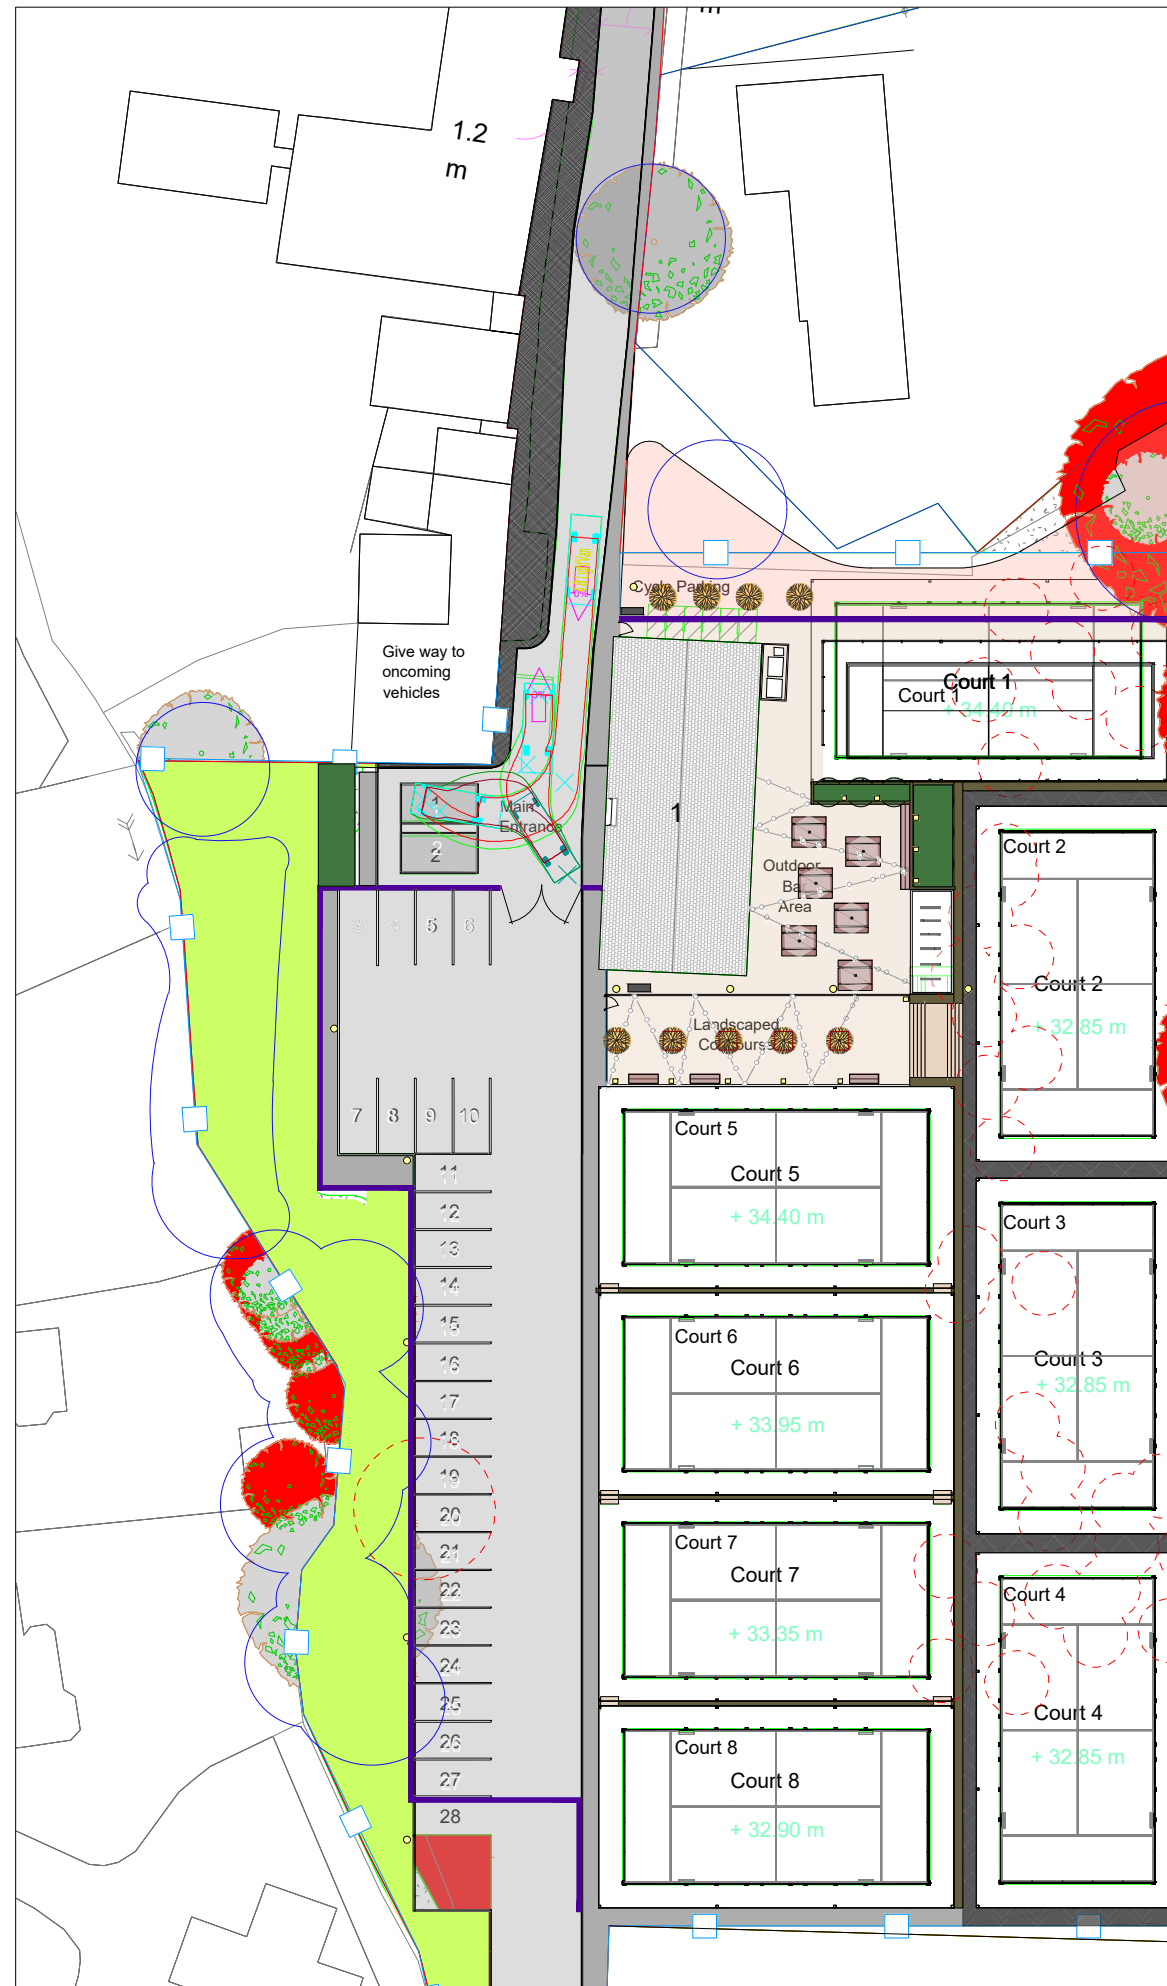 m
1.2
m
Cycle Parking
Give way to
oncoming
vehicles
Court 1
Court 1
+ 34.40 m
1
2
Main
Entrance
1
Outdoor
Bar
Area
Court 2
Court 2
+ 32.85 m
3
4
5
6
Landscaped
Contours
7
8
9
10
11
12
13
14
15
16
17
18
19
20
21
22
23
24
25
26
27
28
Court 5
Court 5
+ 34.40 m
Court 3
Court 3
+ 32.85 m
Court 6
Court 6
+ 33.95 m
Court 7
Court 7
+ 33.35 m
Court 4
Court 4
+ 32.85 m
Court 8
Court 8
+ 32.90 m